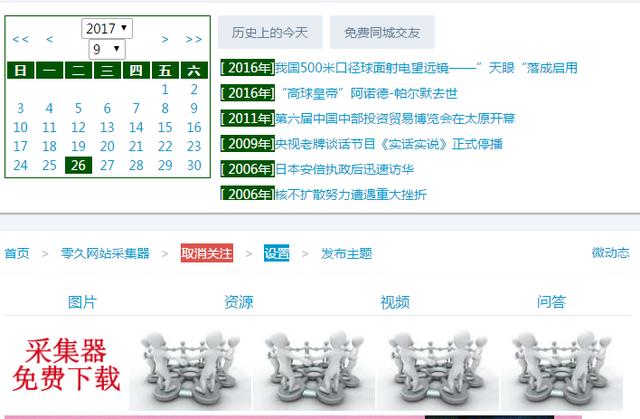 << < 2017 9 > >>
日 一 二 三 四 五 六
1 2
3 4 5 6 7 8 9
10 11 12 13 14 15 16
17 18 19 20 21 22 23
24 25 26 27 28 29 30
历史上的今天 免费同城交友
[ 2016年]我国500米口径球面射电望远镜——”天眼“落成启用
[ 2016年]“高球皇帝”阿诺德-帕尔默去世
[ 2011年]第六届中国中部投资贸易博览会在太原开幕
[ 2009年]央视老牌谈话节目《实话实说》正式停播
[ 2006年]日本安倍执政后迅速访华
[ 2006年]核不扩散努力遭遇重大挫折
首页 > 零久网站采集器 > 取消关注 > 设置 > 发布主题 微动态
图片 资源 视频 问答
采集器
免费下载